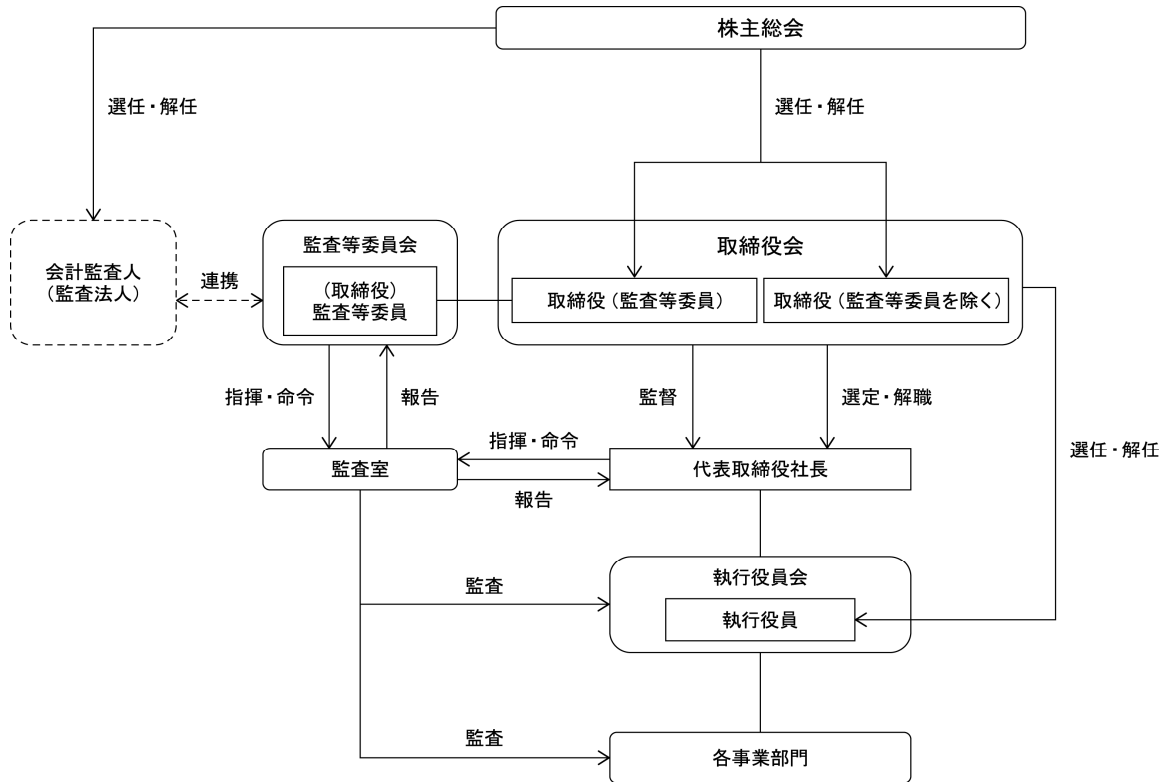 株主総会
選任・解任
選任・解任
会計監査人
（監査法人）
連携
監査等委員会
（取締役）
監査等委員
取締役会
取締役（監査等委員）
取締役（監査等委員を除く）
指揮・命令
報告
監督
選定・解職
選任・解任
監査室
指揮・命令
報告
代表取締役社長
監査
執行役員会
執行役員
監査
各事業部門